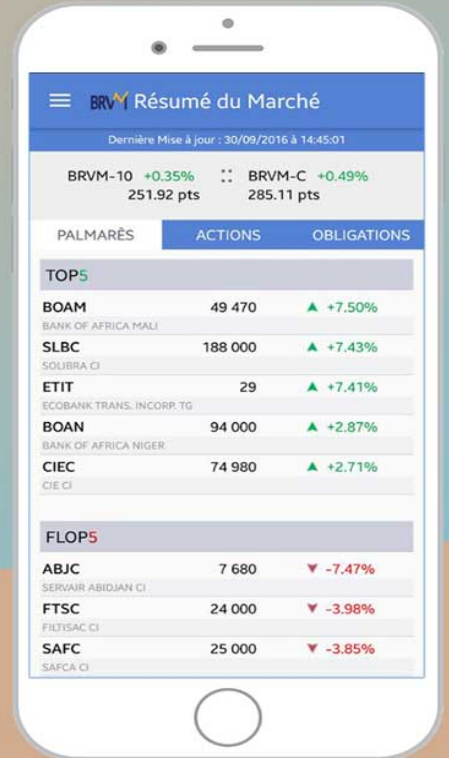 BRVM Résumé du Marché
Dernière Mise à jour : 30/09/2016 à 14:45:01
BRVM-10 +0.35% BRVM-C +0.49%
251.92 pts 285.11 pts
PALMARÈS ACTIONS OBLIGATIONS
TOP5
BOAM 49 470 ▲ +7.50%
BANK OF AFRICA MALI
SLBC 188 000 ▲ +7.43%
SOLIBRA CI
ETIT 29 ▲ +7.41%
ECOBANK TRANS. INCORP. TG
BOAN 94 000 ▲ +2.87%
BANK OF AFRICA NIGER
CIEC 74 980 ▲ +2.71%
CIE CI
FLOP5
ABJC 7 680 ▼ -7.47%
SERVAIR ABIDJAN CI
FTSC 24 000 ▼ -3.98%
FILTISAC CI
SAFC 25 000 ▼ -3.85%
SAFCA CI